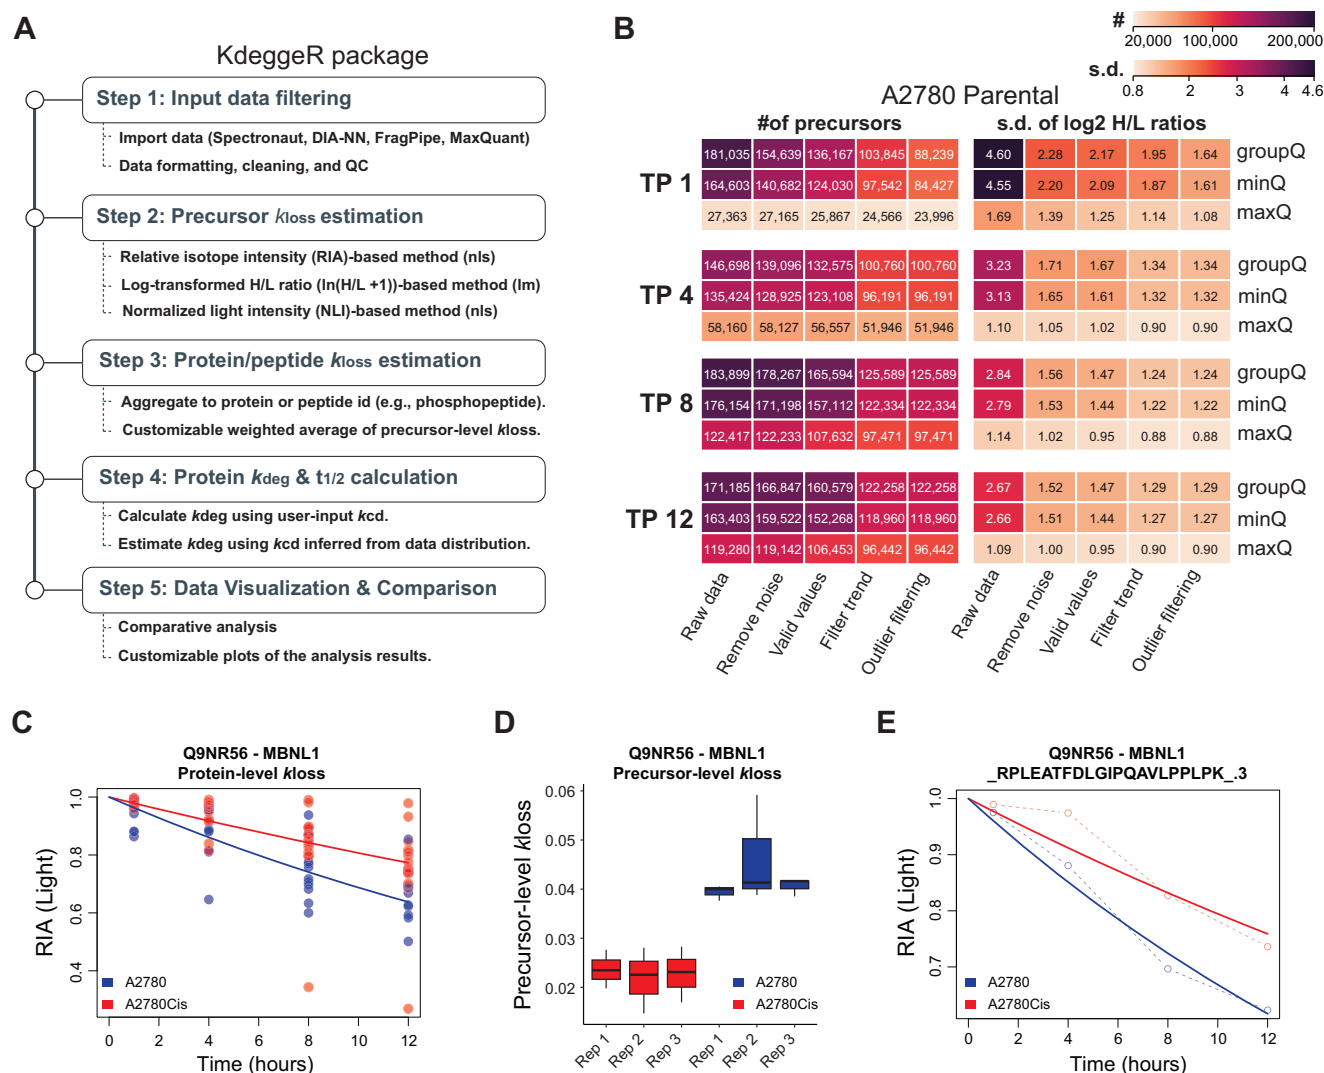 A
KdeggeR package
Step 1: Input data filtering
Import data (Spectronaut, DIA-NN, FragPipe, MaxQuant)
Data formatting, cleaning, and QC
Step 2: Precursor kloss estimation
Relative isotope intensity (RIA)-based method (nls)
Log-transformed H/L ratio (ln(H/L +1))-based method (lm)
Normalized light intensity (NLI)-based method (nls)
Step 3: Protein/peptide kloss estimation
Aggregate to protein or peptide id (e.g., phosphopeptide).
Customizable weighted average of precursor-level kloss.
Step 4: Protein kdeg & t1/2 calculation
Calculate kdeg using user-input kcd.
Estimate kdeg using kcd inferred from data distribution.
Step 5: Data Visualization & Comparison
Comparative analysis
Customizable plots of the analysis results.
B
#
20,000 100,000 200,000
s.d.
0.8 2 3 4 4.6
A2780 Parental
#of precursors s.d. of log2 H/L ratios
TP 1
181,035 154,639 136,167 103,845 88,239 4.60 2.28 2.17 1.95 1.64 groupQ
164,603 140,682 124,030 97,542 84,427 4.55 2.20 2.09 1.87 1.61 minQ
27,363 27,165 25,867 24,566 23,996 1.69 1.39 1.25 1.14 1.08 maxQ
TP 4
146,698 139,096 132,575 100,760 100,760 3.23 1.71 1.67 1.34 1.34 groupQ
135,424 128,925 123,108 96,191 96,191 3.13 1.65 1.61 1.32 1.32 minQ
58,160 58,127 56,557 51,946 51,946 1.10 1.05 1.02 0.90 0.90 maxQ
TP 8
183,899 178,267 165,594 125,589 125,589 2.84 1.56 1.47 1.24 1.24 groupQ
176,154 171,198 157,112 122,334 122,334 2.79 1.53 1.44 1.22 1.22 minQ
122,417 122,233 107,632 97,471 97,471 1.14 1.02 0.95 0.88 0.88 maxQ
TP 12
171,185 166,847 160,579 122,258 122,258 2.67 1.52 1.47 1.29 1.29 groupQ
163,403 159,522 152,268 118,960 118,960 2.66 1.51 1.44 1.27 1.27 minQ
119,280 119,142 106,453 96,442 96,442 1.09 1.00 0.95 0.90 0.90 maxQ
Raw data Remove noise Valid values Filter trend Outlier filtering Raw data Remove noise Valid values Filter trend Outlier filtering
C
Q9NR56 - MBNL1
Protein-level kloss
RIA (Light)
1.0
0.8
0.6
0.4
A2780
A2780Cis
0 2 4 6 8 10 12
Time (hours)
D
Q9NR56 - MBNL1
Precursor-level kloss
Precursor-level kloss
0.06
0.05
0.04
0.03
0.02
A2780
A2780Cis
Rep 1 Rep 2 Rep 3 Rep 1 Rep 2 Rep 3
E
Q9NR56 - MBNL1
_RPLEATFDLGIPQAVLPPLPK_.3
RIA (Light)
1.0
0.9
0.8
0.7
A2780
A2780Cis
0 2 4 6 8 10 12
Time (hours)